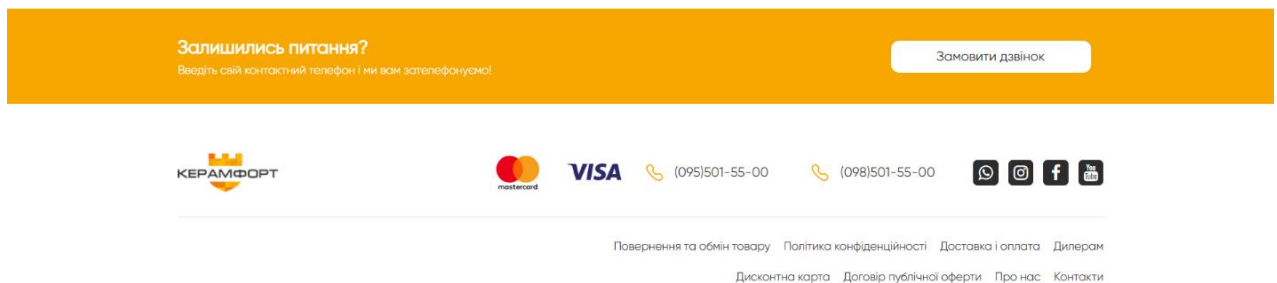 Залишились питання?
Введіть свій контактний телефон і ми вам зателефонуємо!
Замовити дзвінок
КЕРАМФОРТ
mastercard
VISA
(095)501-55-00
(098)501-55-00
You
Tube
Повернення та обмін товару Політика конфіденційності Доставка і оплата Дилерам
Дисконтна карта Договір публічної оферти Про нас Контакти